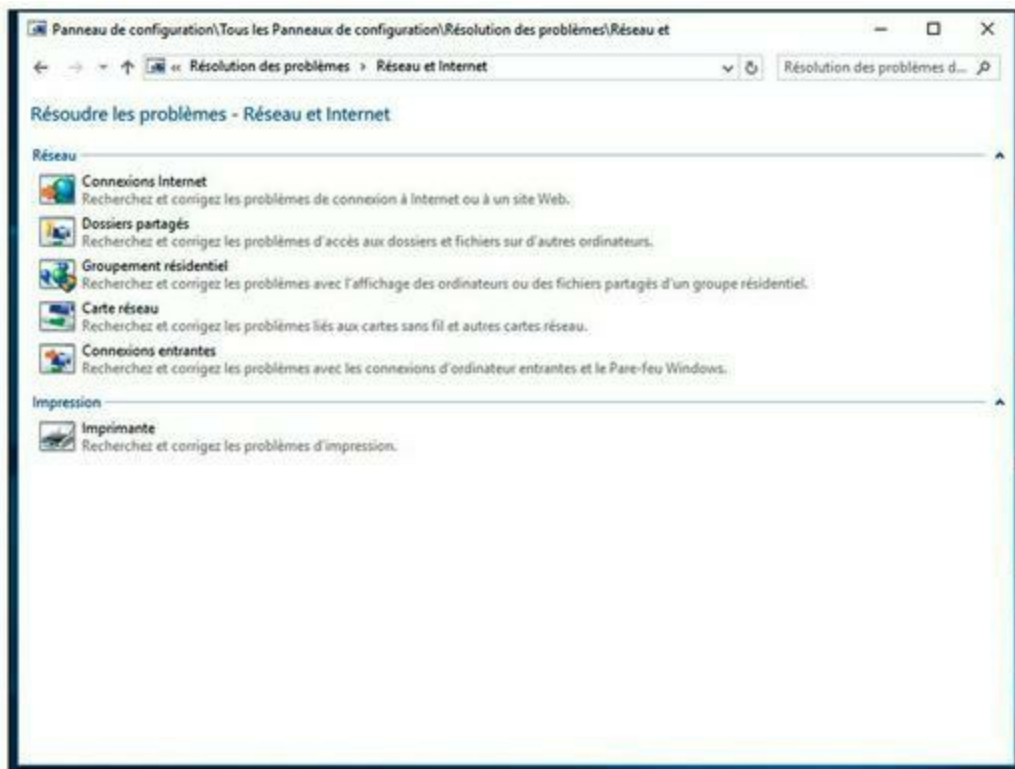 Panneau de configuration\Tous les Panneaux de configuration\Résolution des problèmes\Réseau et
« Résolution des problèmes › Réseau et Internet
Résolution des problèmes d...
Résoudre les problèmes - Réseau et Internet
Réseau
Connexions Internet
Recherchez et corrigez les problèmes de connexion à Internet ou à un site Web.
Dossiers partagés
Recherchez et corrigez les problèmes d'accès aux dossiers et fichiers sur d'autres ordinateurs.
Groupement résidentiel
Recherchez et corrigez les problèmes avec l'affichage des ordinateurs ou des fichiers partagés d'un groupe résidentiel.
Carte réseau
Recherchez et corrigez les problèmes liés aux cartes sans fil et autres cartes réseau.
Connexions entrantes
Recherchez et corrigez les problèmes avec les connexions d'ordinateur entrantes et le Pare-feu Windows.
Impression
Imprimante
Recherchez et corrigez les problèmes d'impression.